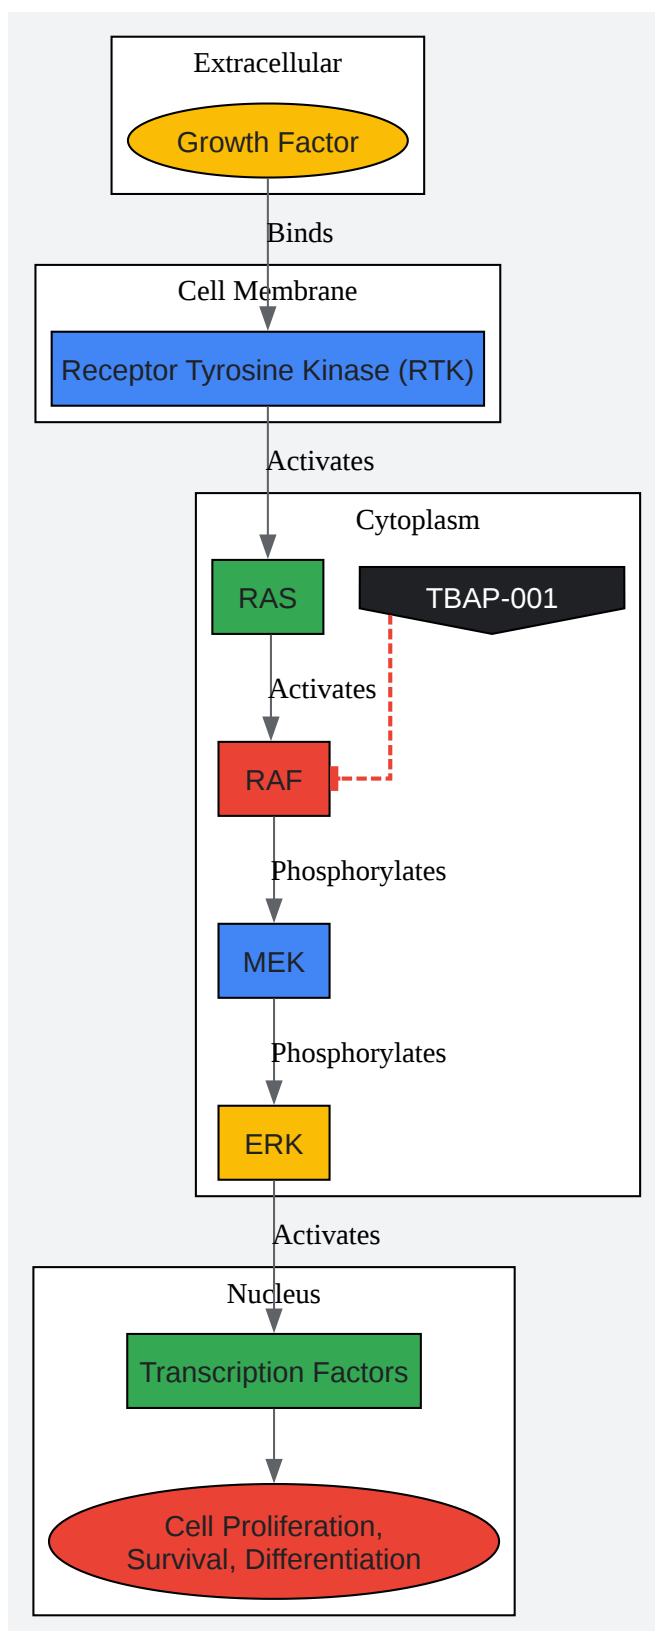 Extracellular
Growth Factor
Binds
Cell Membrane
Receptor Tyrosine Kinase (RTK)
Activates
Cytoplasm
RAS
TBAP-001
Activates
RAF
Phosphorylates
MEK
Phosphorylates
ERK
Activates
Nucleus
Transcription Factors
Cell Proliferation,
Survival, Differentiation